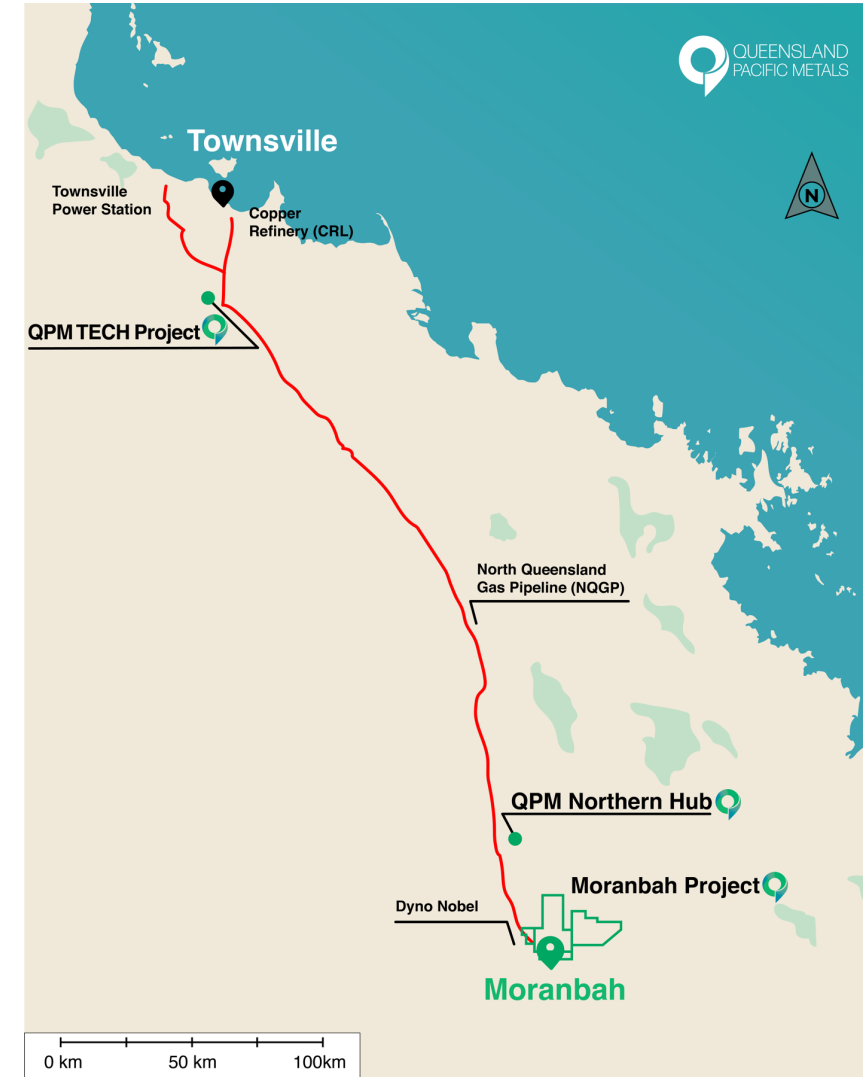 QUEENSLAND
PACIFIC METALS
Townsville
N
Townsville
Power Station
Copper
Refinery (CRL)
QPM TECH Project
North Queensland
Gas Pipeline (NQGP)
QPM Northern Hub
Moranbah Project
Dyno Nobel
Moranbah
0 km 50 km 100km